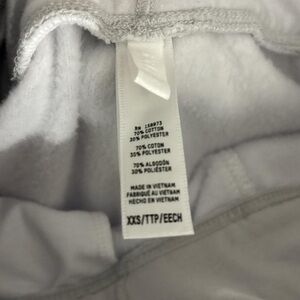 RN 158973
70% COTTON
30% POLYESTER
70% COTON
30% POLYESTER
70% ALGODÓN
30% POLIÉSTER
MADE IN VIETNAM
FABRIQUÉ AU VIETNAM
HECHO EN VIETNAM
XXS/TTP/EECH